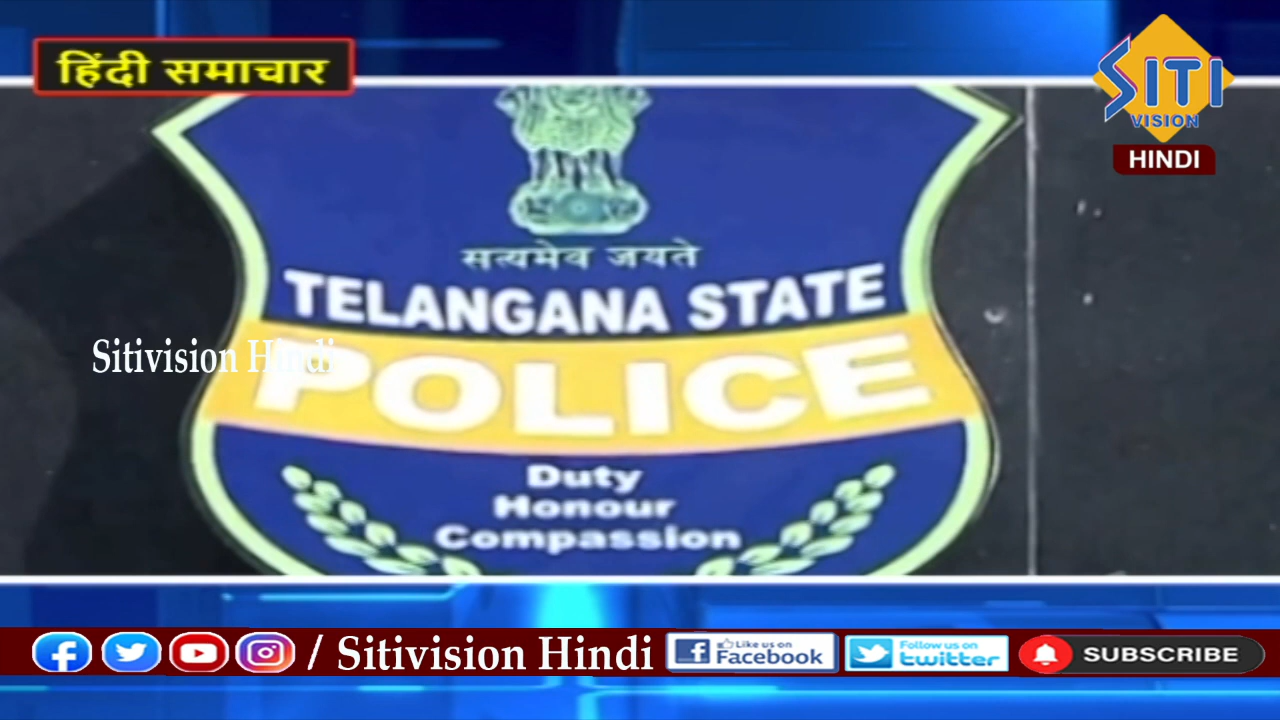 हिंदी समाचार
SITI
VISION
HINDI
सत्यमेव जयते
TELANGANA STATE
Sitivision Hindi
POLICE
Duty
Honour
Compassion
/ Sitivision Hindi
Like us on
Facebook
Follow us on
twitter
SUBSCRIBE